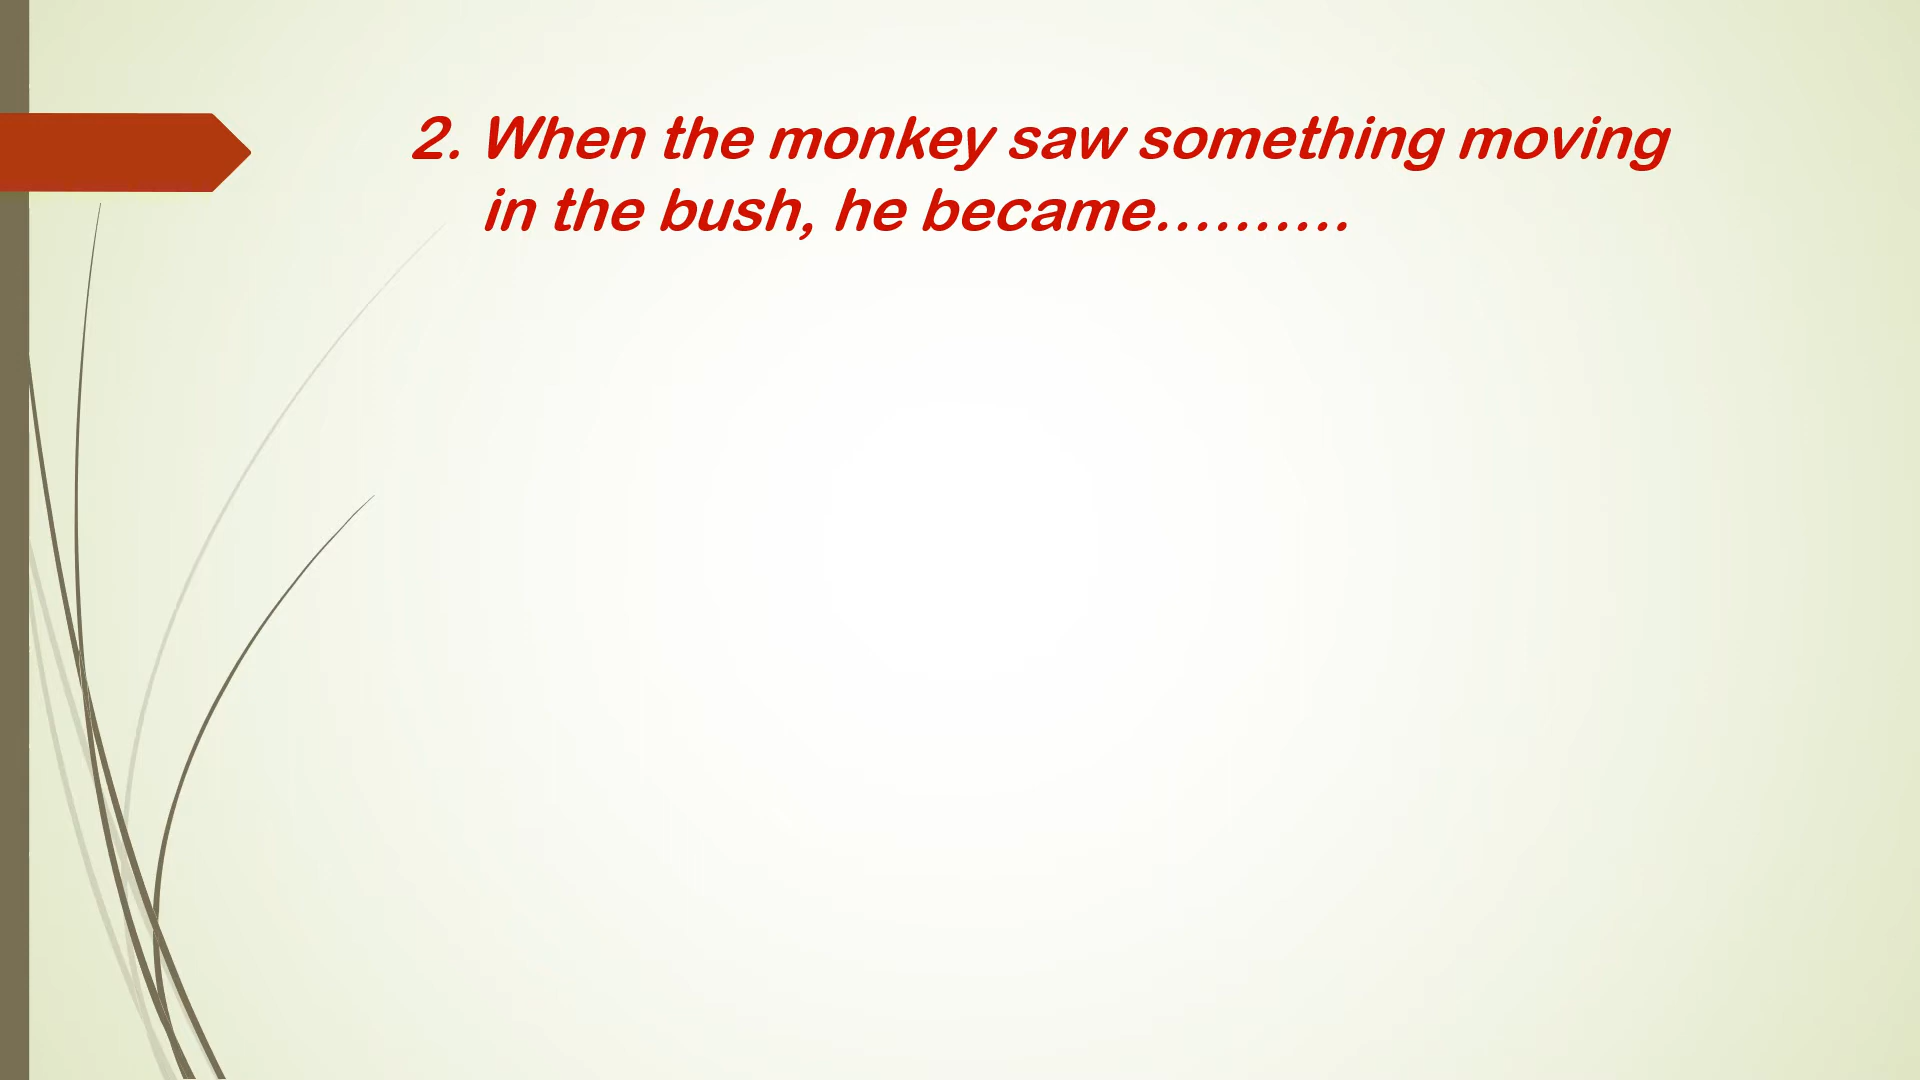 2. When the monkey saw something moving
in the bush, he became..........